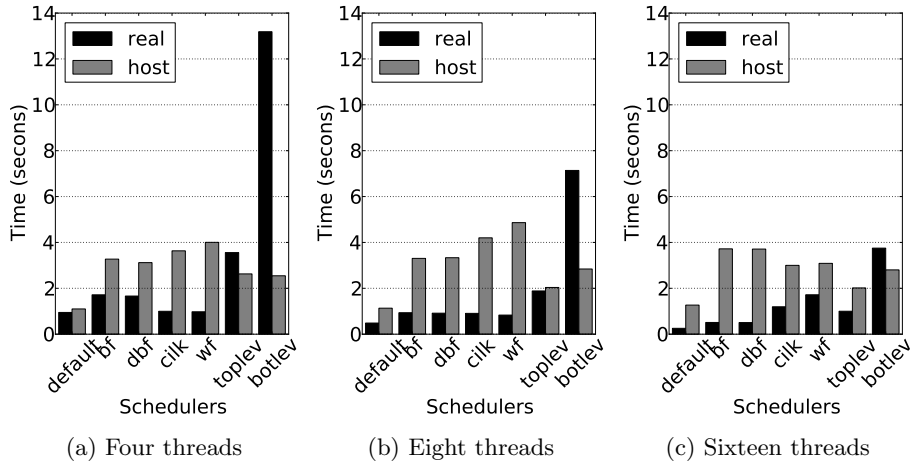 14
12
10
8
6
4
2
0
Time (secons)
real
host
default
bf
dbf
cilk
wf
toplev
botlev
Schedulers
(a) Four threads
14
12
10
8
6
4
2
0
Time (secons)
real
host
default
bf
dbf
cilk
wf
toplev
botlev
Schedulers
(b) Eight threads
14
12
10
8
6
4
2
0
Time (secons)
real
host
default
bf
dbf
cilk
wf
toplev
botlev
Schedulers
(c) Sixteen threads